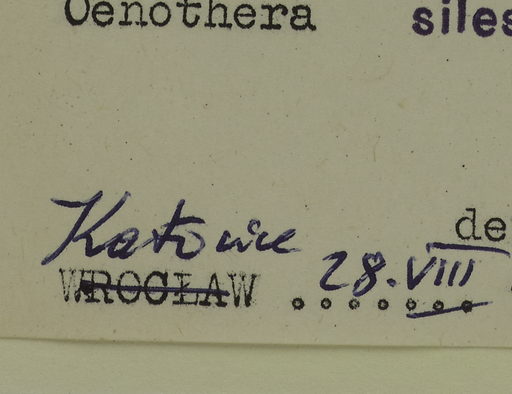 Oenothera siles
Katowice de
WROCŁAW 28.VIII